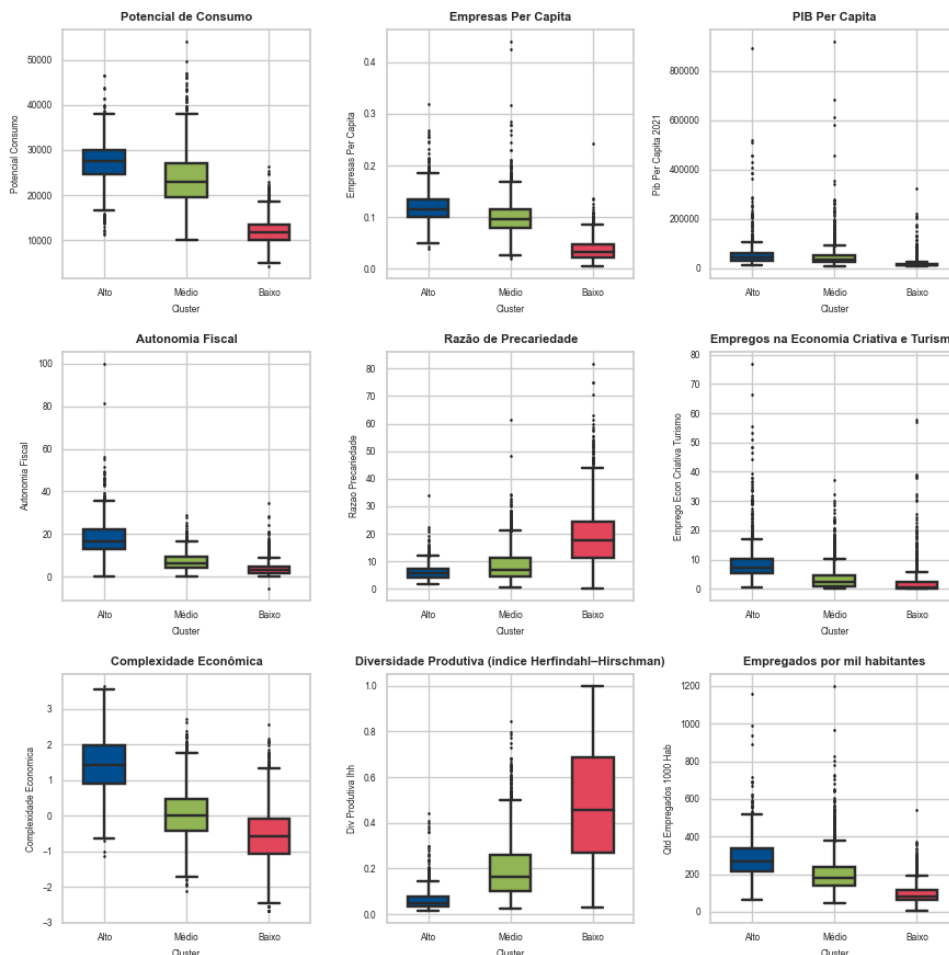 Potencial de Consumo
Potencial Consumo
50000
40000
30000
20000
10000
Alto Médio Baixo
Cluster
Empresas Per Capita
Empresas Per Capita
0.4
0.3
0.2
0.1
0.0
Alto Médio Baixo
Cluster
PIB Per Capita
Pib Per Capita 2021
800000
600000
400000
200000
0
Alto Médio Baixo
Cluster
Autonomia Fiscal
Autonomia Fiscal
100
80
60
40
20
0
Alto Médio Baixo
Cluster
Razão de Precariedade
Razao Precariedade
80
70
60
50
40
30
20
10
0
Alto Médio Baixo
Cluster
Empregos na Economia Criativa e Turism
Emprego Econ Criativa Turismo
80
70
60
50
40
30
20
10
0
Alto Médio Baixo
Cluster
Complexidade Econômica
Complexidade Economica
3
2
1
0
-1
-2
-3
Alto Médio Baixo
Cluster
Diversidade Produtiva (índice Herfindahl–Hirschman)
Div Produtiva Ihh
1.0
0.8
0.6
0.4
0.2
0.0
Alto Médio Baixo
Cluster
Empregados por mil habitantes
Qtd Empregados 1000 Hab
1200
1000
800
600
400
200
0
Alto Médio Baixo
Cluster